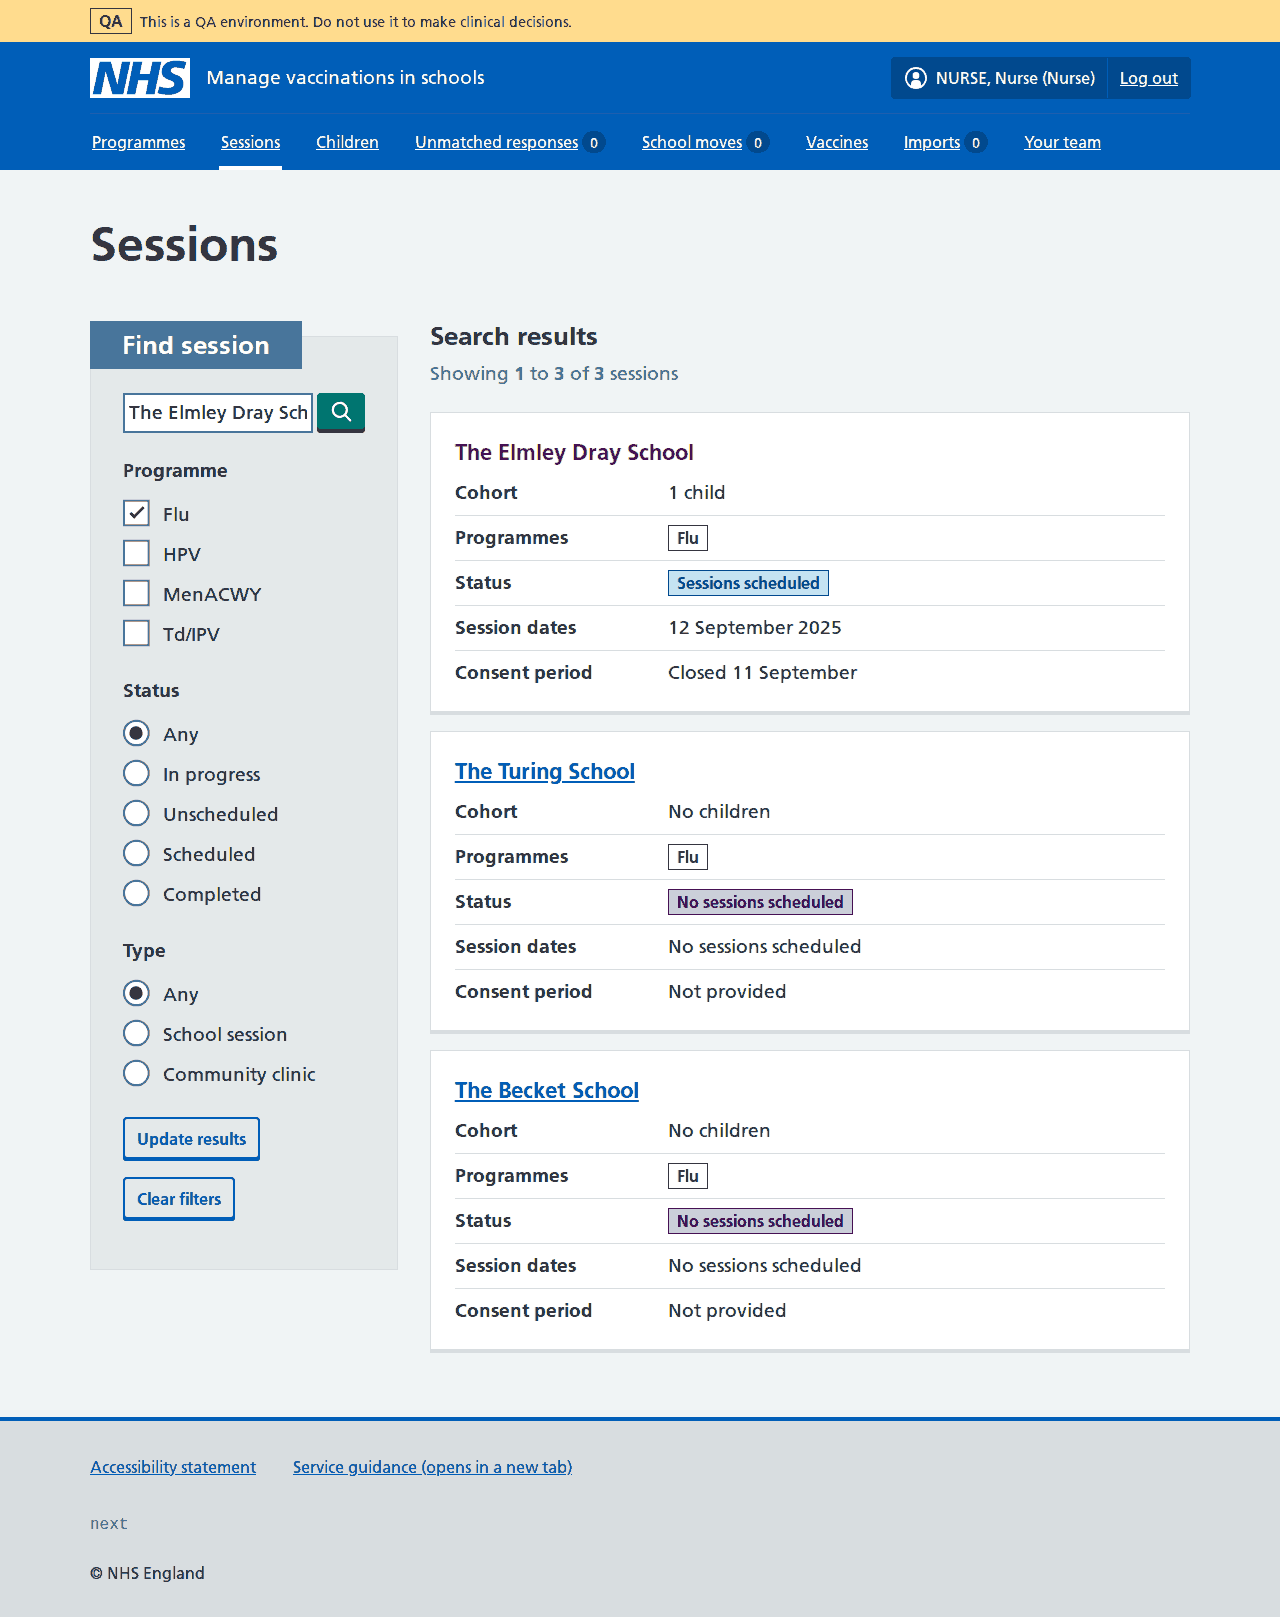 QA This is a QA environment. Do not use it to make clinical decisions.
NHS Manage vaccinations in schools NURSE, Nurse (Nurse) Log out
Programmes Sessions Children Unmatched responses 0 School moves 0 Vaccines Imports 0 Your team
Sessions
Find session
The Elmley Dray Sch
Programme
Flu
HPV
MenACWY
Td/IPV
Status
Any
In progress
Unscheduled
Scheduled
Completed
Type
Any
School session
Community clinic
Update results
Clear filters
Search results
Showing 1 to 3 of 3 sessions
The Elmley Dray School
Cohort 1 child
Programmes Flu
Status Sessions scheduled
Session dates 12 September 2025
Consent period Closed 11 September
The Turing School
Cohort No children
Programmes Flu
Status No sessions scheduled
Session dates No sessions scheduled
Consent period Not provided
The Becket School
Cohort No children
Programmes Flu
Status No sessions scheduled
Session dates No sessions scheduled
Consent period Not provided
Accessibility statement Service guidance (opens in a new tab)
next
© NHS England